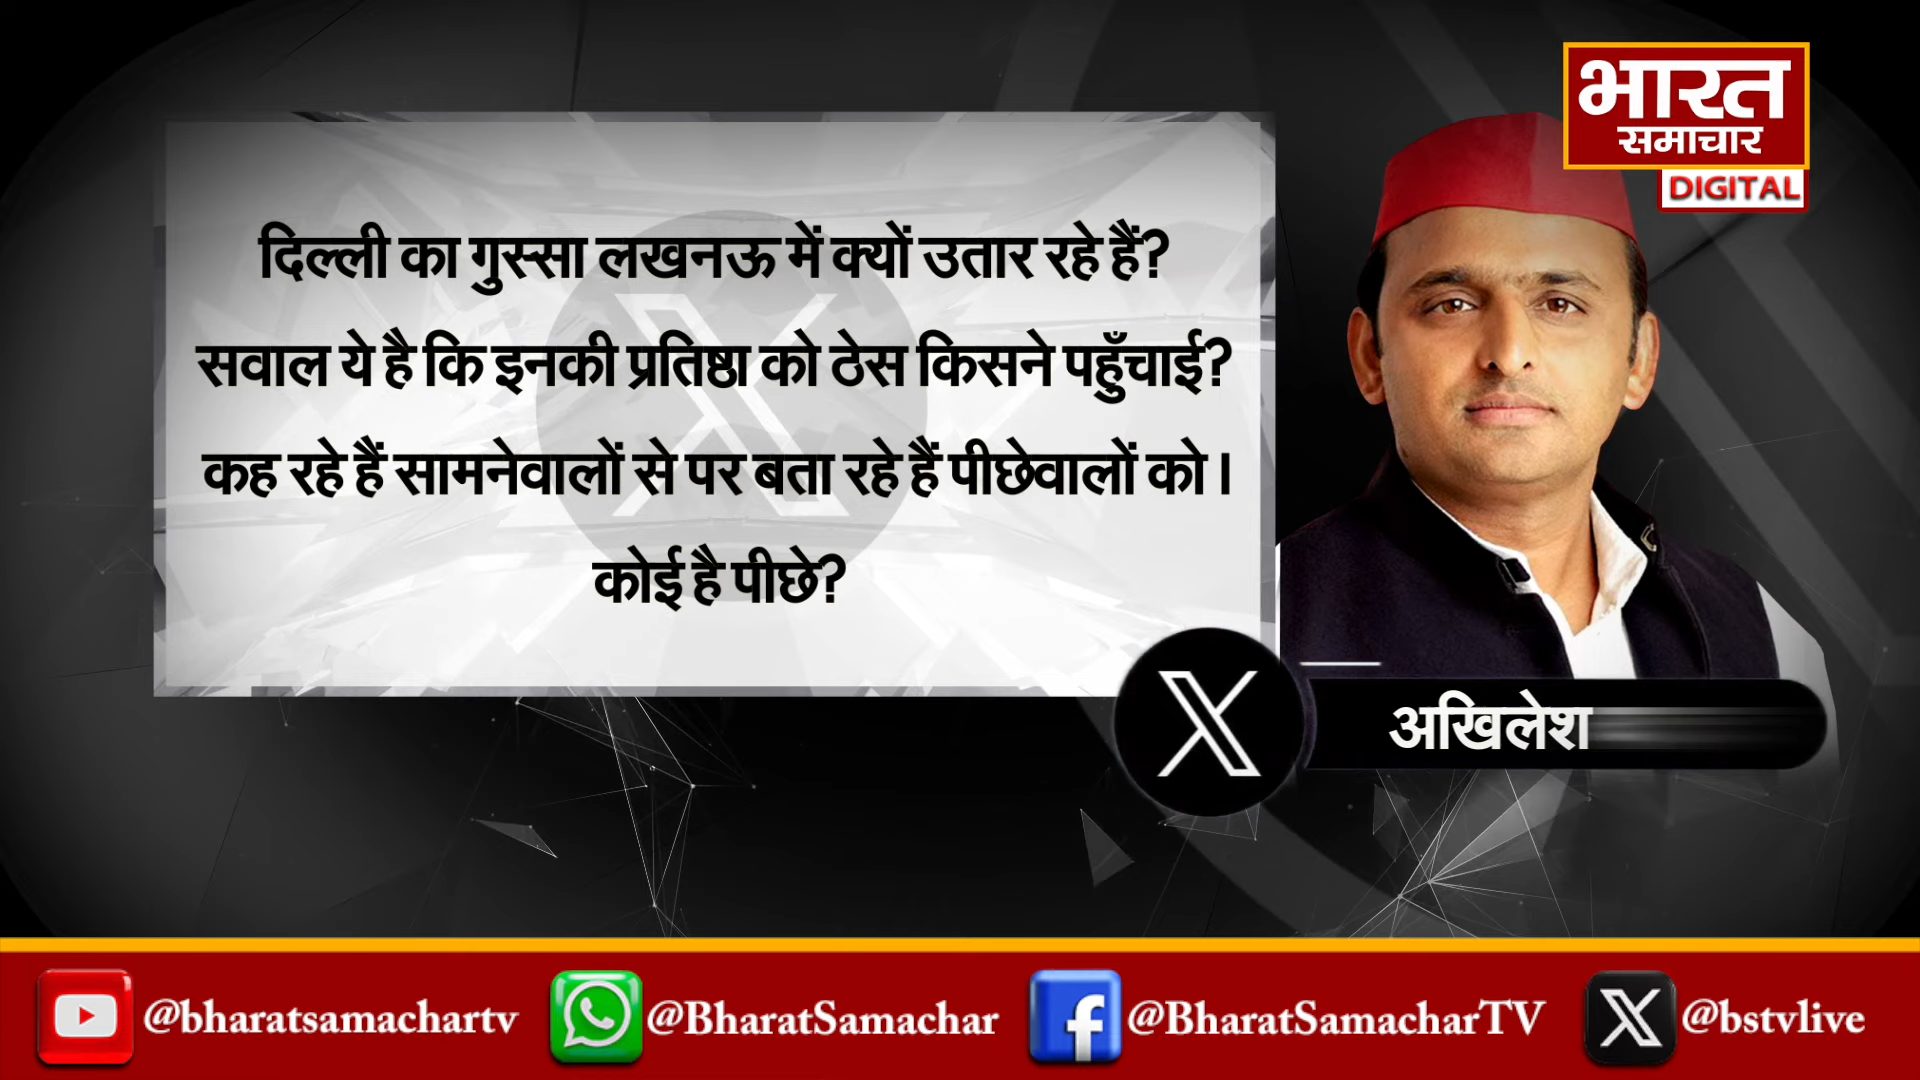 भारत
समाचार
DIGITAL
दिल्ली का गुस्सा लखनऊ में क्यों उतार रहे हैं?
सवाल ये है कि इनकी प्रतिष्ठा को ठेस किसने पहुँचाई?
कह रहे हैं सामनेवालों से पर बता रहे हैं पीछेवालों को।
कोई है पीछे?
अखिलेश
@bharatsamachartv @BharatSamachar @BharatSamacharTV @bstvlive